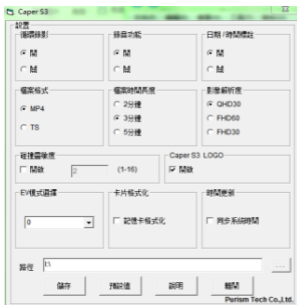 Caper S3
設置
循環錄影 錄音功能 日期/時間標註
開 開 開
關 關 關
檔案格式 檔案時間長度 影像解析度
MP4 2分鐘 QHD30
TS 3分鐘 FHD60
5分鐘 FHD30
碰撞靈敏度 Caper S3 LOGO
開啟 2 (1-16) 開啟
EV模式選擇 卡片格式化 時間更新
0 記憶卡格式化 同步系統時間
路徑 E:\ ...
儲存 預設值 說明 離開
Purism Tech Co.,Ltd.